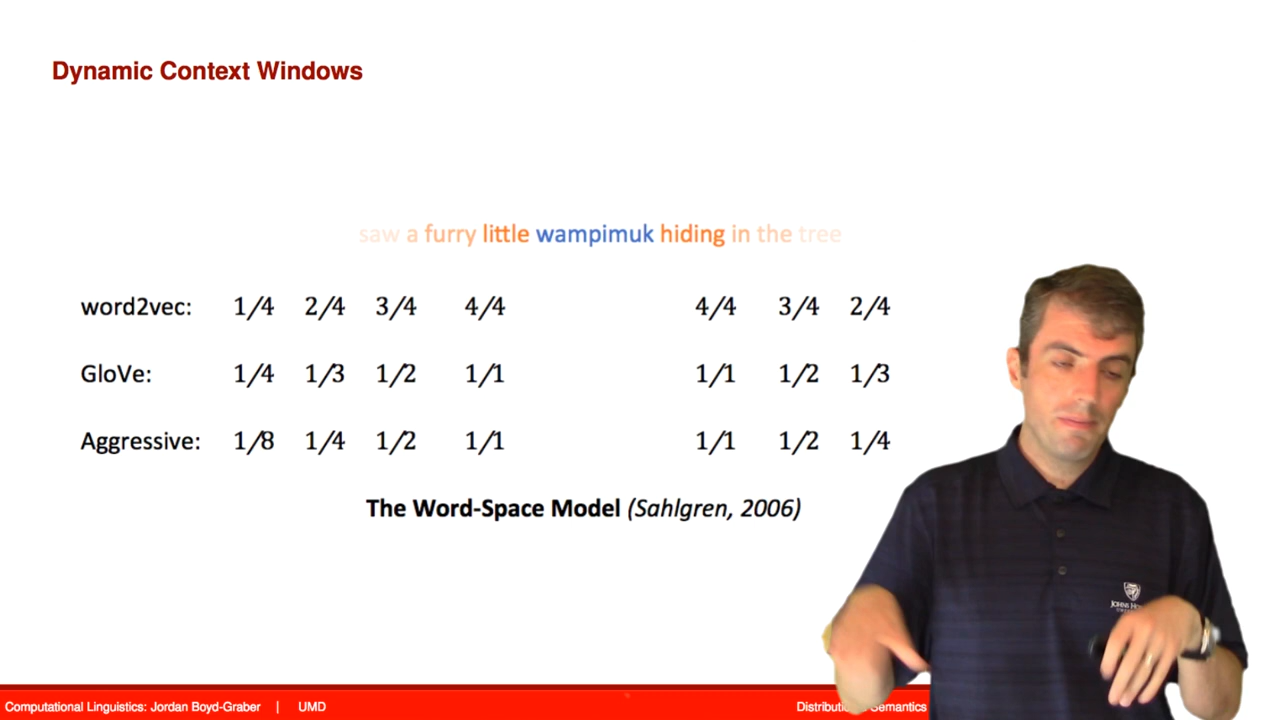 Dynamic Context Windows
saw a furry little wampimuk hiding in the tree
word2vec: 1/4 2/4 3/4 4/4 4/4 3/4 2/4
GloVe: 1/4 1/3 1/2 1/1 1/1 1/2 1/3
Aggressive: 1/8 1/4 1/2 1/1 1/1 1/2 1/4
The Word-Space Model (Sahlgren, 2006)
Computational Linguistics: Jordan Boyd-Graber | UMD
Semantics